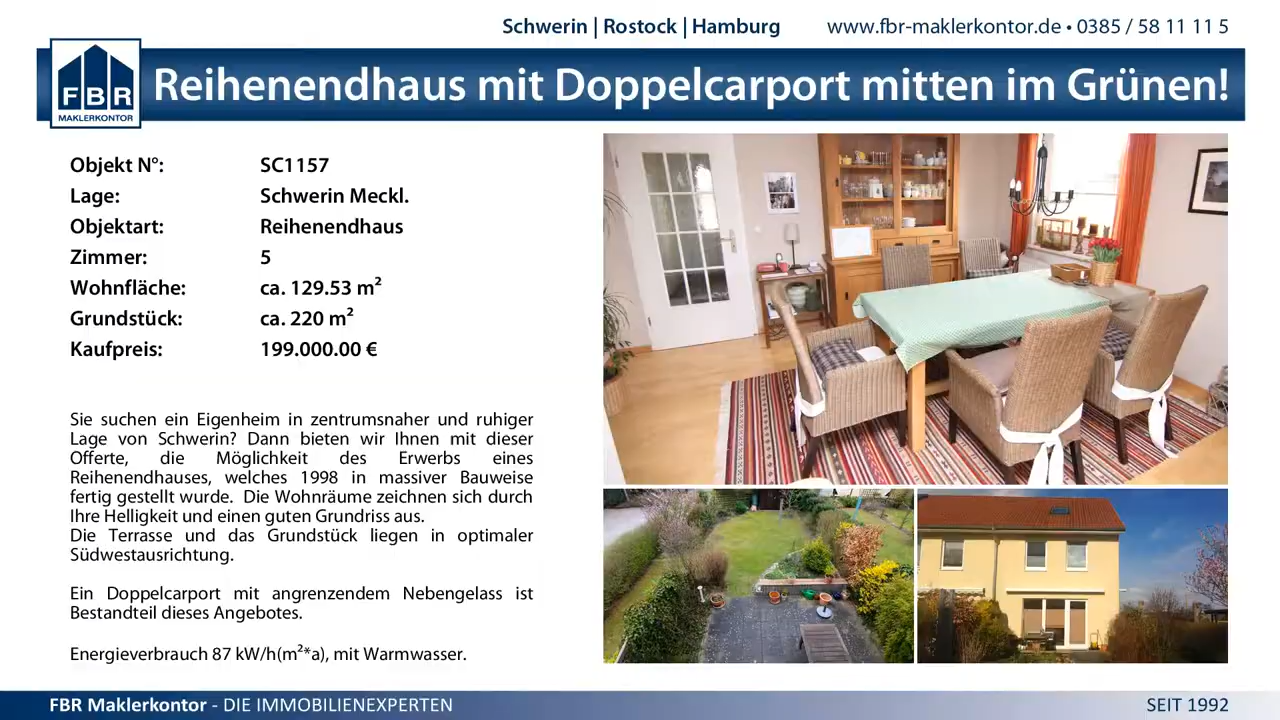 Schwerin | Rostock | Hamburg www.fbr-maklerkontor.de • 0385 / 58 11 11 5
FBR
MAKLERKONTOR
Reihenendhaus mit Doppelcarport mitten im Grünen!
Objekt N°: SC1157
Lage: Schwerin Meckl.
Objektart: Reihenendhaus
Zimmer: 5
Wohnfläche: ca. 129.53 m²
Grundstück: ca. 220 m²
Kaufpreis: 199.000.00 €
Sie suchen ein Eigenheim in zentrumsnaher und ruhiger
Lage von Schwerin? Dann bieten wir Ihnen mit dieser
Offerte, die Möglichkeit des Erwerbs eines
Reihenendhauses, welches 1998 in massiver Bauweise
fertig gestellt wurde. Die Wohnräume zeichnen sich durch
Ihre Helligkeit und einen guten Grundriss aus.
Die Terrasse und das Grundstück liegen in optimaler
Südwestausrichtung.
Ein Doppelcarport mit angrenzendem Nebengelass ist
Bestandteil dieses Angebotes.
Energieverbrauch 87 kW/h(m²*a), mit Warmwasser.
FBR Maklerkontor - DIE IMMOBILIENEXPERTEN SEIT 1992